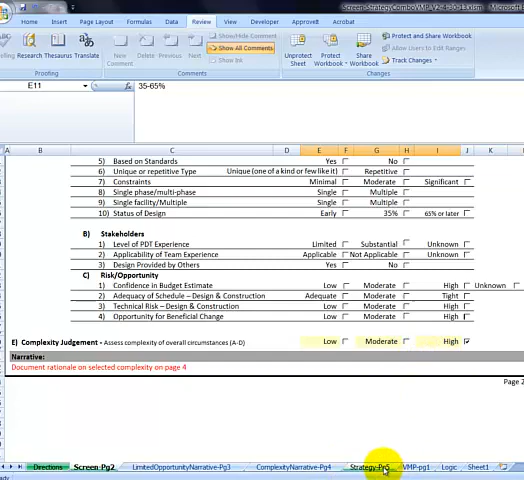 Screen-StrategyComboVMP V2-4-30-13.xlsm - Microsoft E
Home Insert Page Layout Formulas Data Review View Developer Acrobat
Research Thesaurus Translate
Proofing
New Comment Delete Previous Next
Show/Hide Comment
Show All Comments
Show Ink
Comments
Unprotect Sheet Protect Workbook Share Workbook
Protect and Share Workbook
Allow Users to Edit Ranges
Track Changes
Changes
E11 fx 35-65%
A B C D E F G H I J K
5) Based on Standards Yes No
6) Unique or repetitive Type Unique (one of a kind or few like it) Repetitive
7) Constraints Minimal Moderate Significant
8) Single phase/multi-phase Single Multiple
9) Single facility/Multiple Single Multiple
10) Status of Design Early 35% 65% or later
B) Stakeholders
1) Level of PDT Experience Limited Substantial Unknown
2) Applicability of Team Experience Applicable Not Applicable Unknown
3) Design Provided by Others Yes No
C) Risk/Opportunity
1) Confidence in Budget Estimate Low Moderate High Unknown
2) Adequacy of Schedule – Design & Construction Adequate Moderate Tight
3) Technical Risk – Design & Construction Low Moderate High
4) Opportunity for Beneficial Change Low Moderate High
E) Complexity Judgement - Assess complexity of overall circumstances (A-D) Low Moderate High
Narrative:
Document rationale on selected complexity on page 4
Page 2
Directions Screen-Pg2 LimitedOpportunityNarrative-Pg3 ComplexityNarrative-Pg4 Strategy-Pg5 VMP-pg1 Logic Sheet1